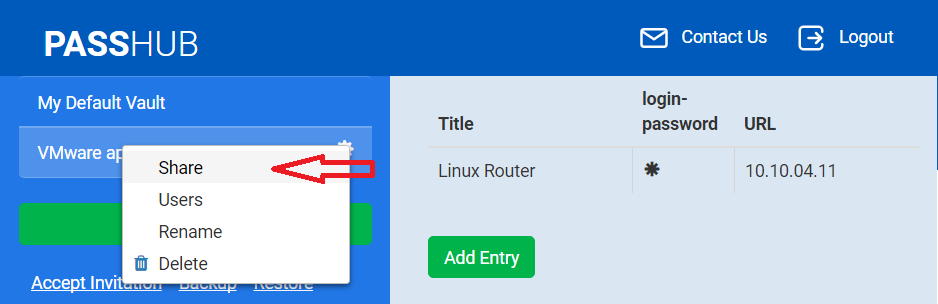 PASSHUB
Contact Us
Logout
My Default Vault
VMware ap
Share
Users
Rename
Delete
Accept Invitation
Backup
Restore
login-
password
Title
URL
Linux Router
10.10.04.11
Add Entry